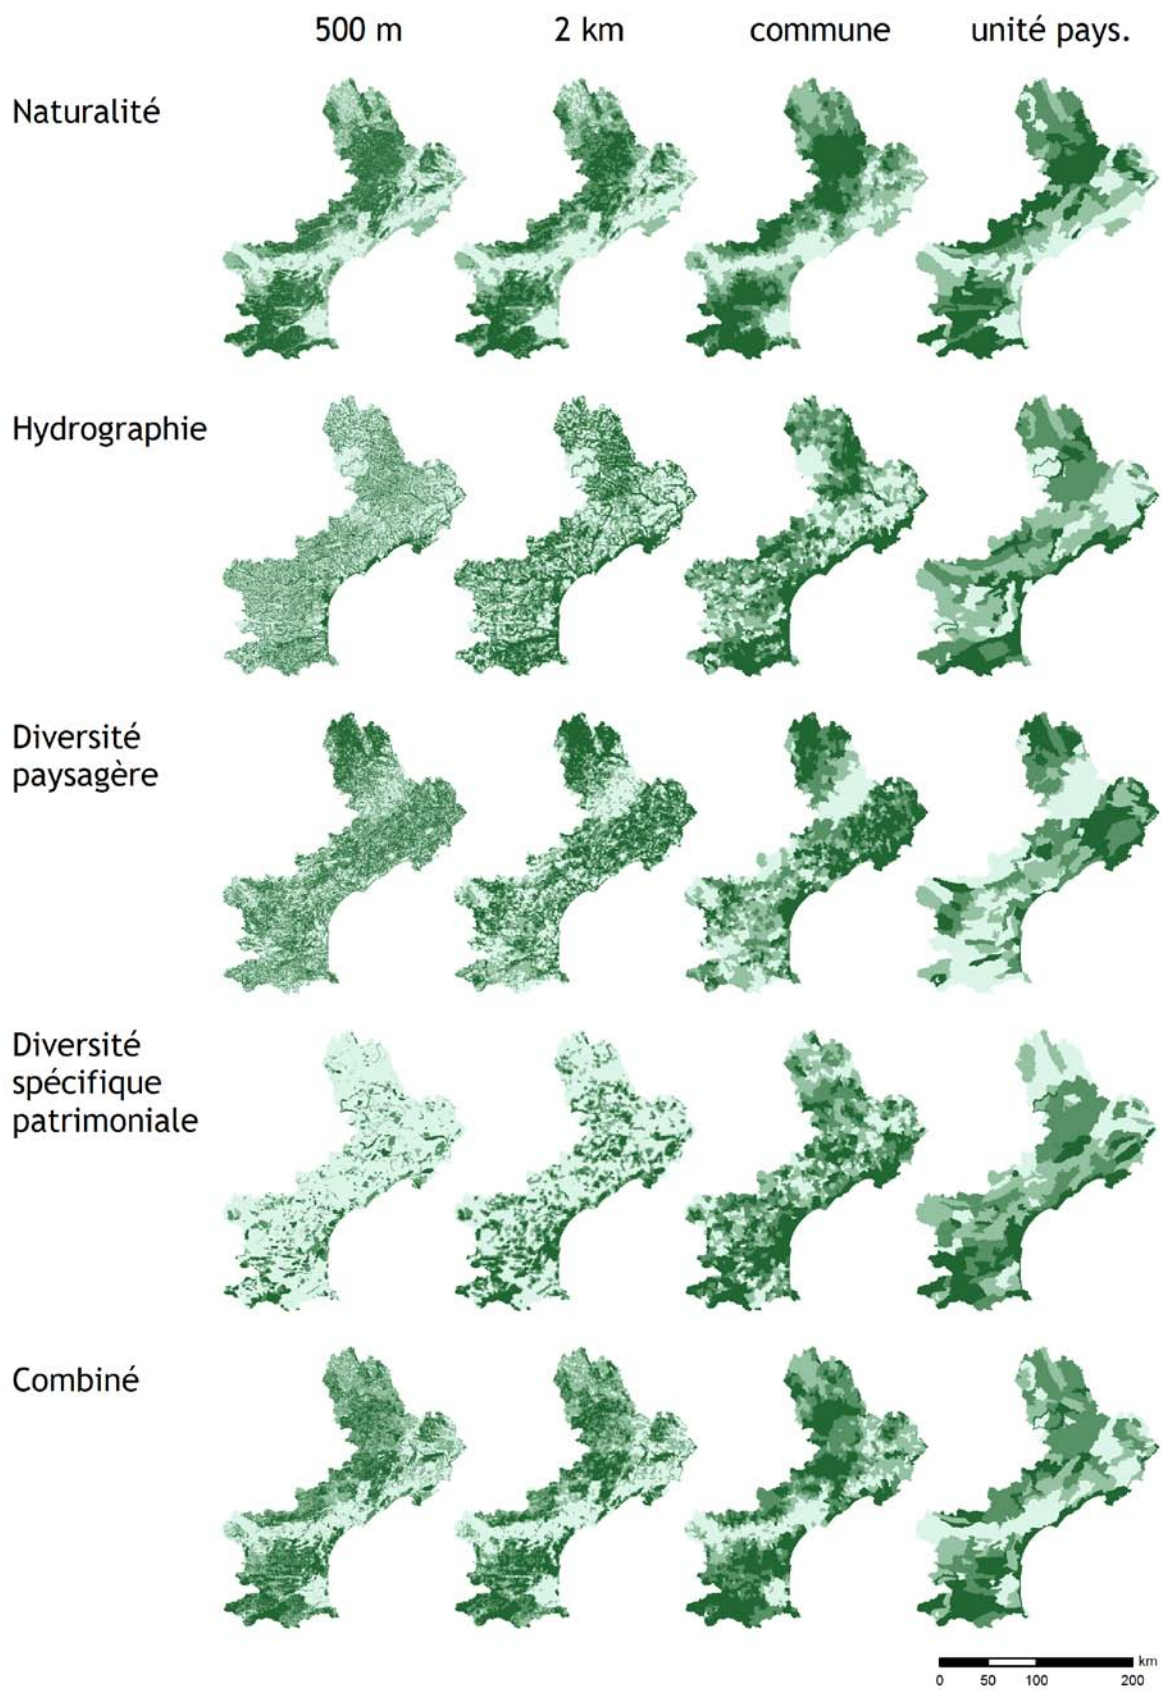 500 m 2 km commune unité pays.
Naturalité
Hydrographie
Diversité
paysagère
Diversité
spécifique
patrimoniale
Combiné
km
0 50 100 200